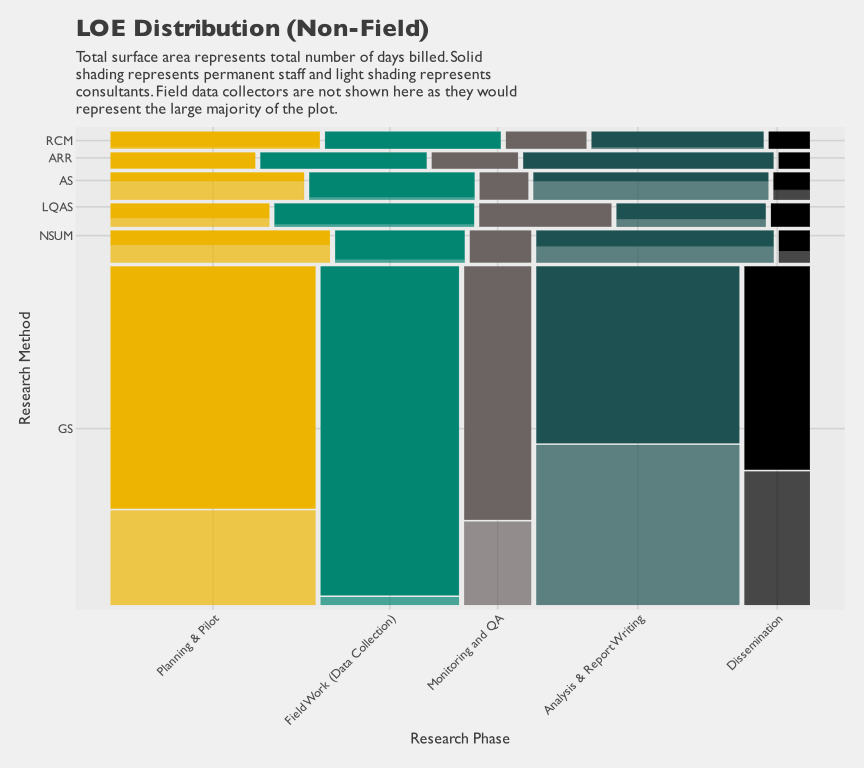 LOE Distribution (Non-Field)
Total surface area represents total number of days billed. Solid
shading represents permanent staff and light shading represents
consultants. Field data collectors are not shown here as they would
represent the large majority of the plot.
RCM
ARR
AS
LQAS
NSUM
GS
Research Method
Planning & Pilot
Field Work (Data Collection)
Monitoring and QA
Analysis & Report Writing
Dissemination
Research Phase